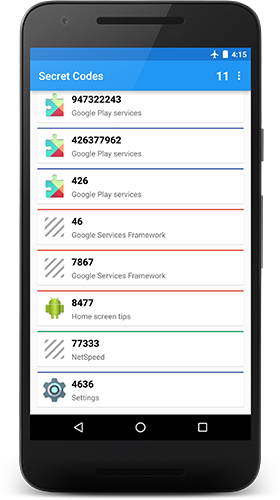 4:15
Secret Codes 11
947322243
Google Play services
426377962
Google Play services
426
Google Play services
46
Google Services Framework
7867
Google Services Framework
8477
Home screen tips
77333
NetSpeed
4636
Settings